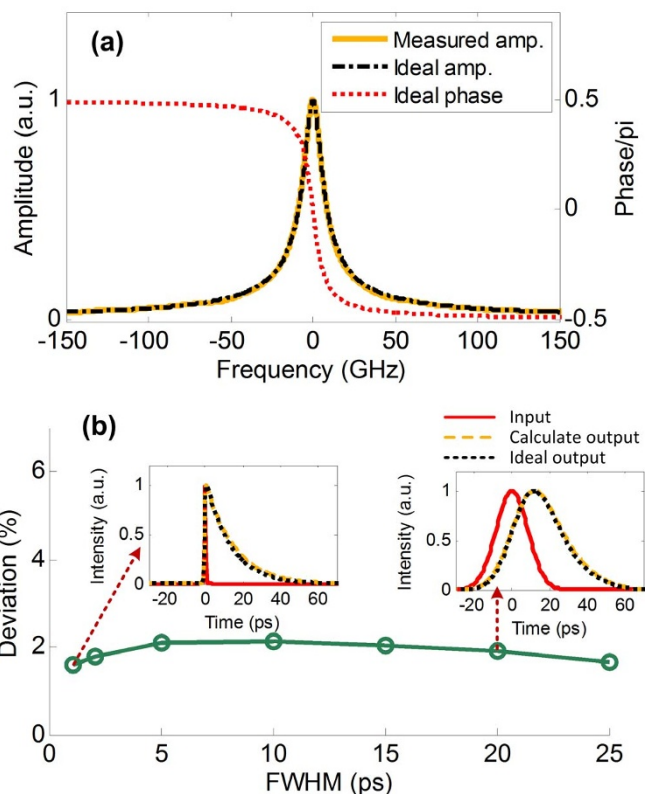 (a)
Measured amp.
Ideal amp.
Ideal phase
Amplitude (a.u.)
1
0
Phase/pi
0.5
0
-0.5
-150 -100 -50 0 50 100 150
Frequency (GHz)
(b)
Input
Calculate output
Ideal output
Deviation (%)
6
4
2
0
Intensity (a.u.)
1
0.5
0
-20 0 20 40 60
Time (ps)
Intensity (a.u.)
1
0.5
0
-20 0 20 40 60
Time (ps)
0 5 10 15 20 25
FWHM (ps)